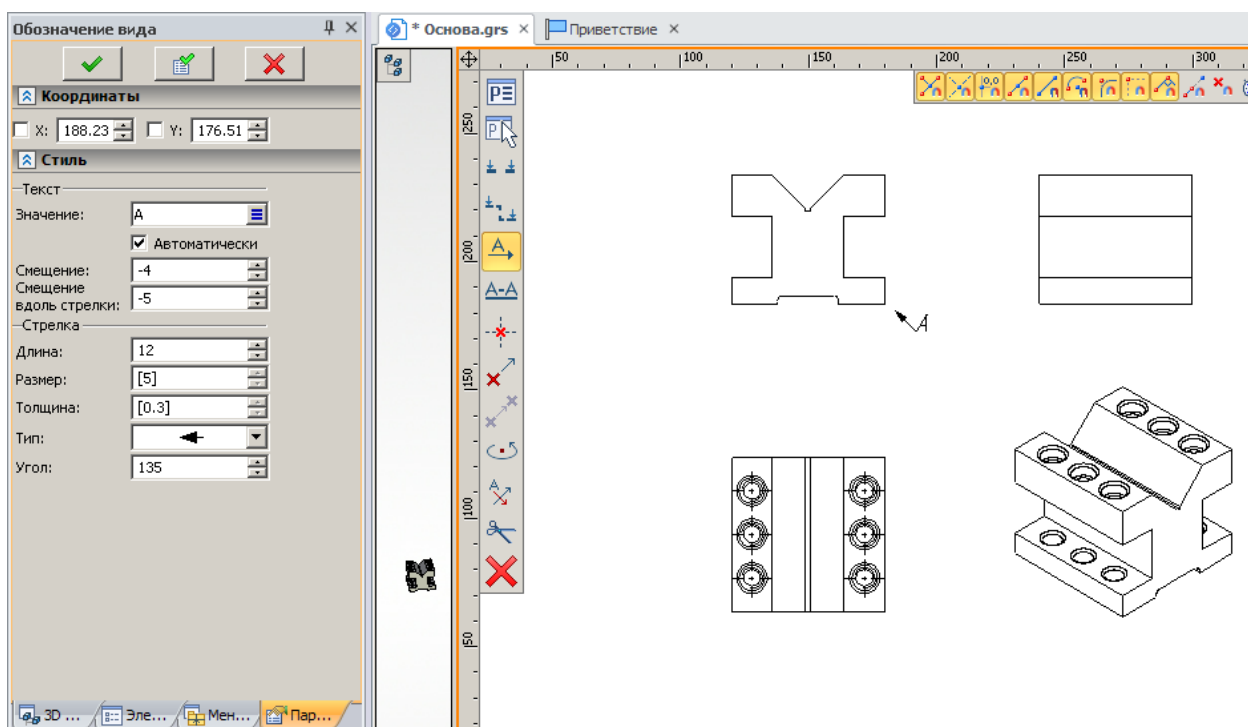 Обозначение вида
* Основа.grs
Приветствие
Координаты
X: 188.23 Y: 176.51
Стиль
Текст
Значение: A
Автоматически
Смещение: -4
Смещение
вдоль стрелки: -5
Стрелка
Длина: 12
Размер: [5]
Толщина: [0.3]
Тип:
Угол: 135
3D ... Эле... Мен... Пар...
50 100 150 200 250 300
250
200
150
100
50
A
A-A
A